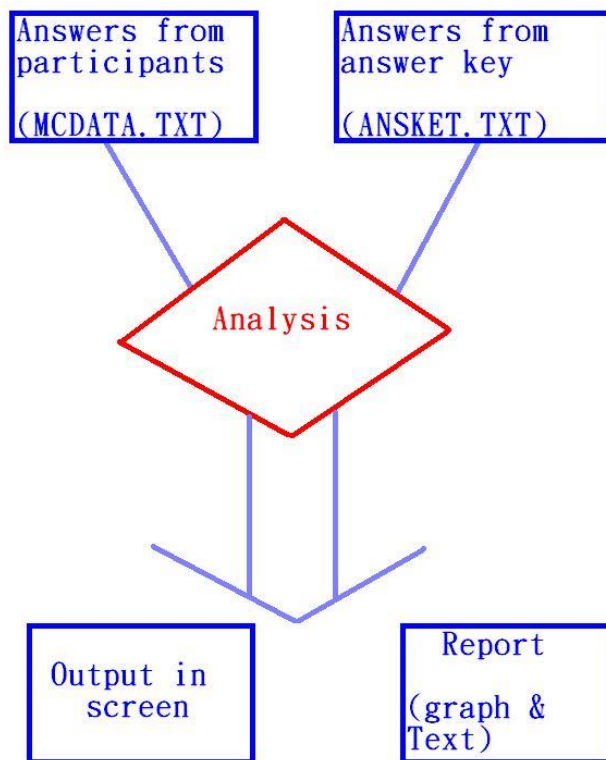 Answers from
participants
(MCDATA.TXT)
Answers from
answer key
(ANSKET.TXT)
Analysis
Output in
screen
Report
(graph &
Text)